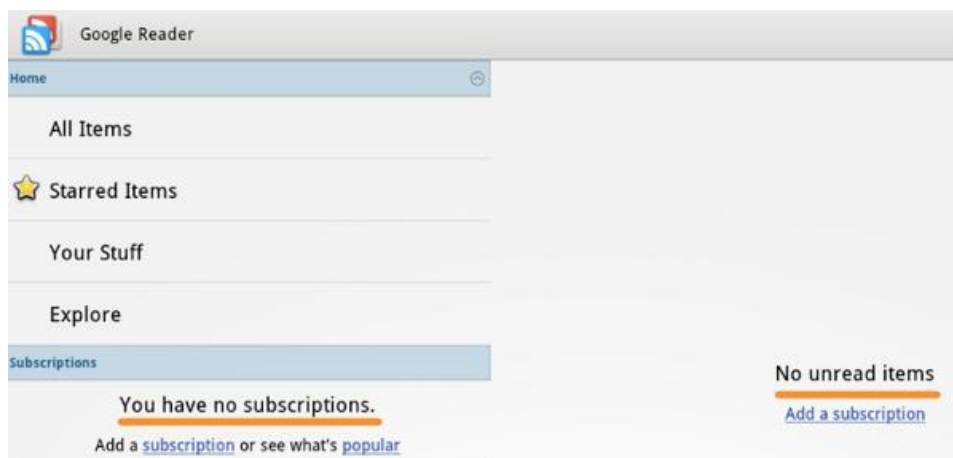 Google Reader
Home
All Items
Starred Items
Your Stuff
Explore
Subscriptions
You have no subscriptions.
Add a subscription or see what's popular
No unread items
Add a subscription